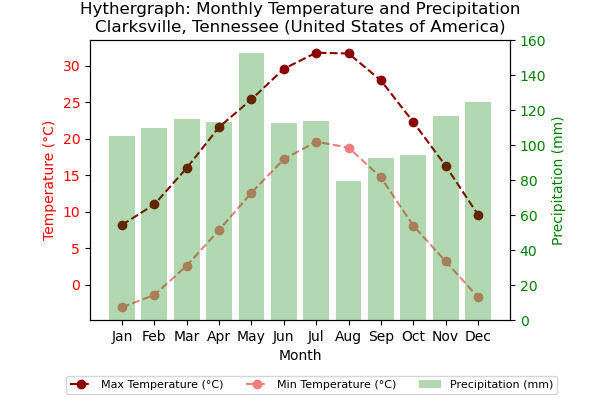 Hythergraph: Monthly Temperature and Precipitation
Clarksville, Tennessee (United States of America)
Temperature (°C)
30
25
20
15
10
5
0
160
140
120
100
80
60
40
20
0
Precipitation (mm)
Jan Feb Mar Apr May Jun Jul Aug Sep Oct Nov Dec
Month
Max Temperature (°C) Min Temperature (°C) Precipitation (mm)